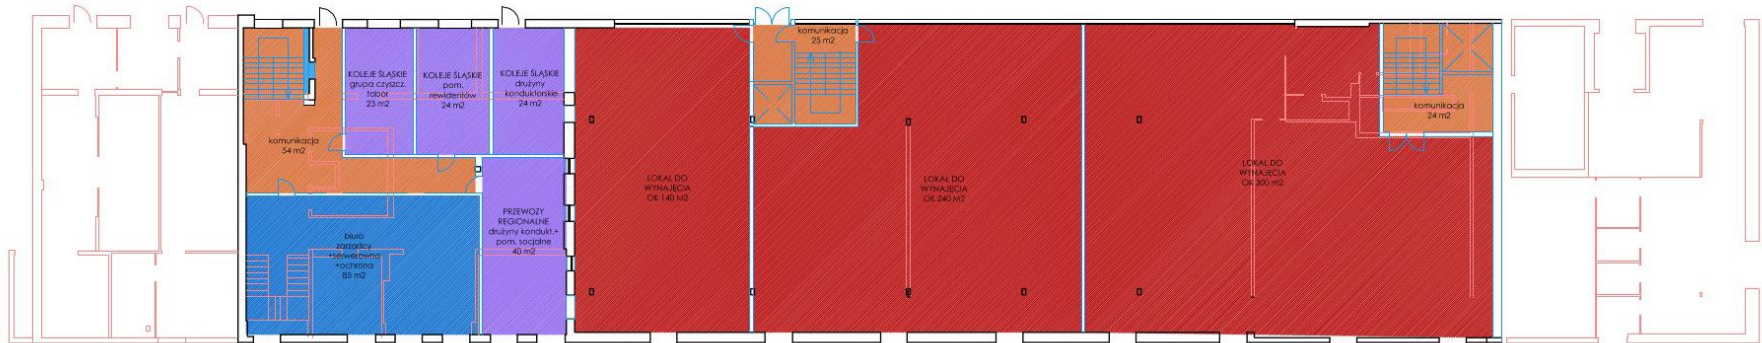 KOLEJE ŚLĄSKIE
grupa czyszcz.
tabor
23 m2
KOLEJE ŚLĄSKIE
pom.
rewidentów
24 m2
KOLEJE ŚLĄSKIE
drużyny
konduktorskie
24 m2
komunikacja
25 m2
komunikacja
24 m2
komunikacja
54 m2
LOKAL DO
WYNAJĘCIA
OK 140 M2
LOKAL DO
WYNAJĘCIA
OK 240 M2
LOKAL DO
WYNAJĘCIA
OK 300 m2
PRZEWOZY
REGIONALNE
drużyny kondukt.+
pom. socjalne
40 m2
biuro
zarządcy
+serwerownia
+ochrona
85 m2